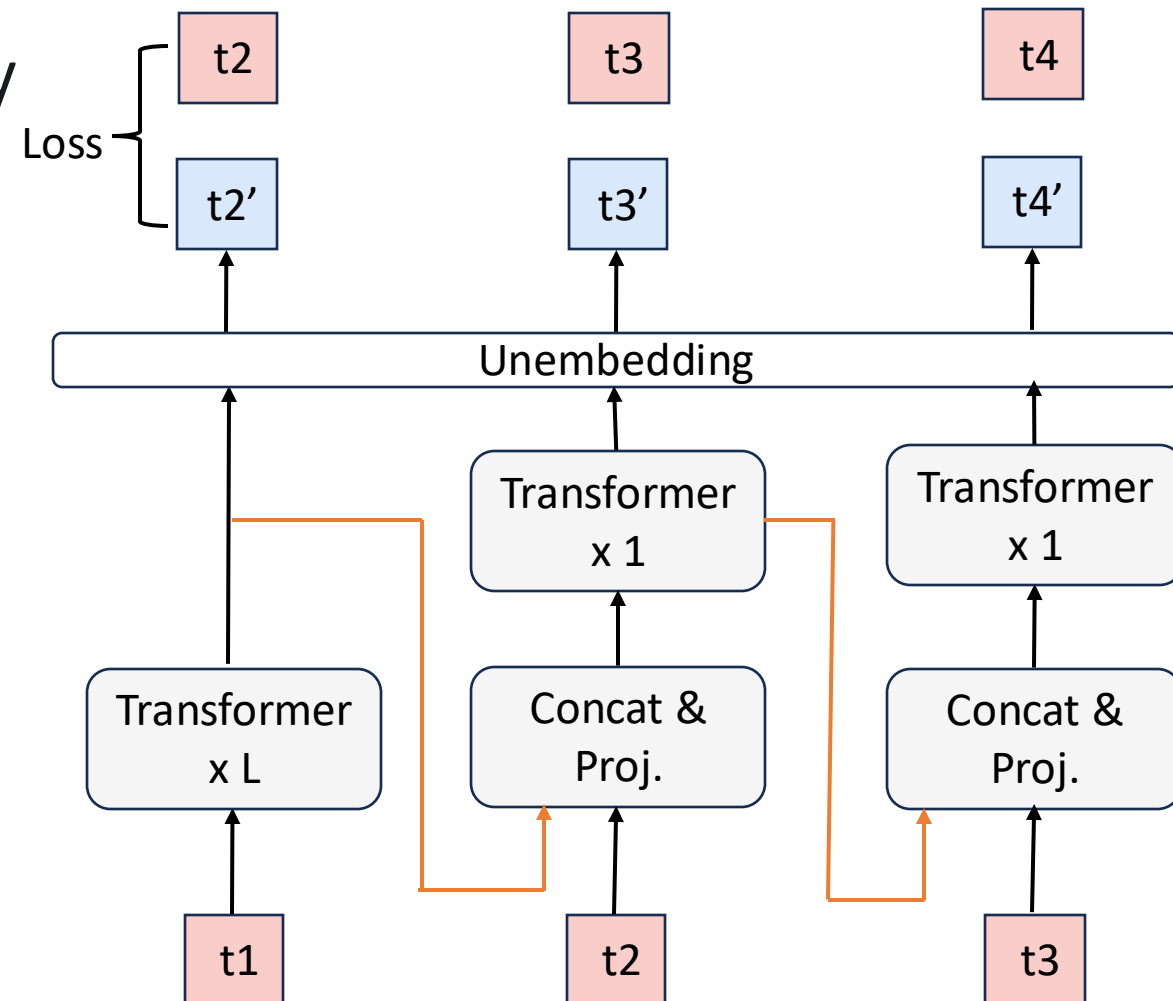 t2
t3
t4
y
Loss
t2’
t3’
t4’
Unembedding
Transformer
x 1
Transformer
x 1
Transformer
x L
Concat &
Proj.
Concat &
Proj.
t1
t2
t3